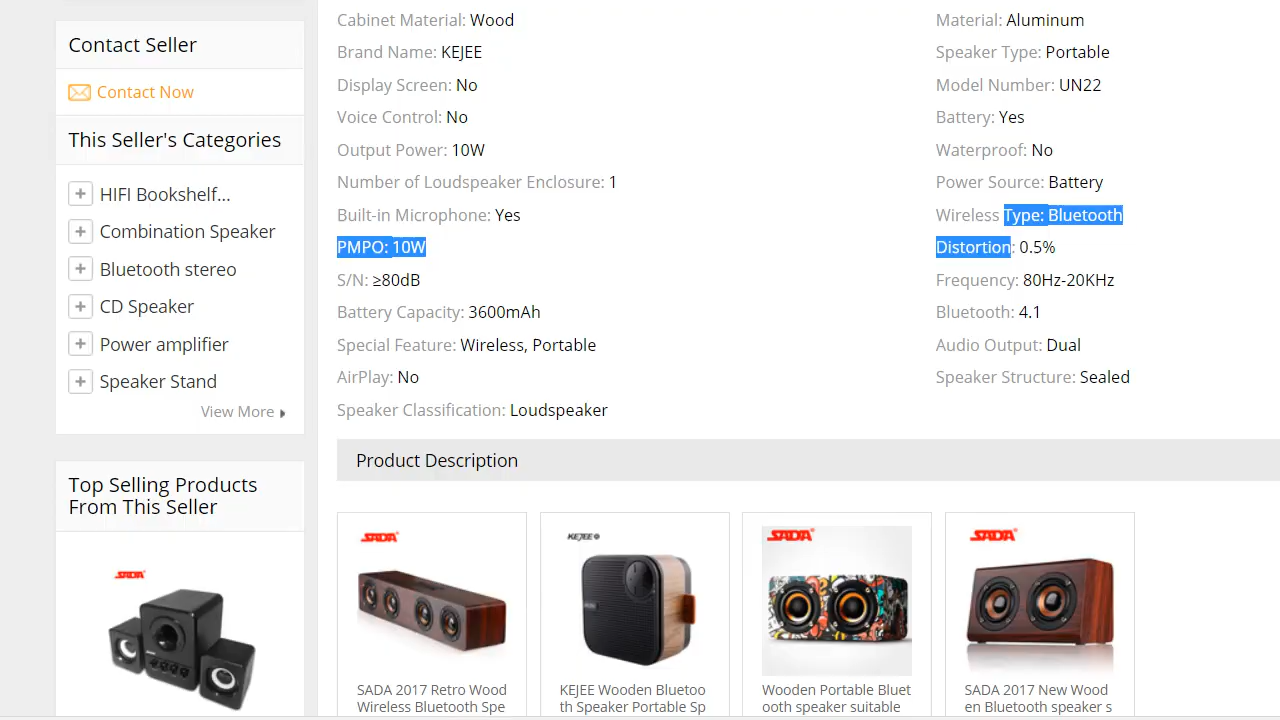 Contact Seller
Contact Now
This Seller's Categories
HIFI Bookshelf...
Combination Speaker
Bluetooth stereo
CD Speaker
Power amplifier
Speaker Stand
View More
Top Selling Products
From This Seller
SADA
Cabinet Material: Wood
Material: Aluminum
Brand Name: KEJEE
Speaker Type: Portable
Display Screen: No
Model Number: UN22
Voice Control: No
Battery: Yes
Output Power: 10W
Waterproof: No
Number of Loudspeaker Enclosure: 1
Power Source: Battery
Built-in Microphone: Yes
Wireless Type: Bluetooth
PMPO: 10W
Distortion: 0.5%
S/N: ≥80dB
Frequency: 80Hz-20KHz
Battery Capacity: 3600mAh
Bluetooth: 4.1
Special Feature: Wireless, Portable
Audio Output: Dual
AirPlay: No
Speaker Structure: Sealed
Speaker Classification: Loudspeaker
Product Description
SADA
SADA 2017 Retro Wood
Wireless Bluetooth Spe
KEJEE
KEJEE Wooden Bluetoo
th Speaker Portable Sp
SADA
Wooden Portable Bluet
ooth speaker suitable
SADA
SADA 2017 New Wood
en Bluetooth speaker s